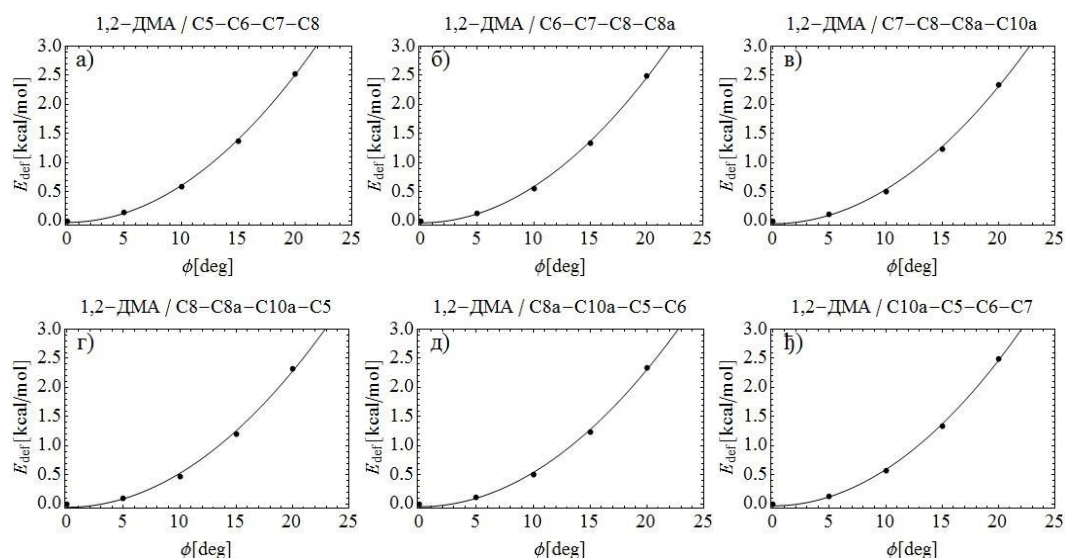 1,2−ДМА / C5−C6−C7−C8
а)
E_def [kcal/mol]
3.0
2.5
2.0
1.5
1.0
0.5
0.0
0 5 10 15 20 25
ϕ[deg]
1,2−ДМА / C6−C7−C8−C8a
б)
E_def [kcal/mol]
3.0
2.5
2.0
1.5
1.0
0.5
0.0
0 5 10 15 20 25
ϕ[deg]
1,2−ДМА / C7−C8−C8a−C10a
в)
E_def [kcal/mol]
3.0
2.5
2.0
1.5
1.0
0.5
0.0
0 5 10 15 20 25
ϕ[deg]
1,2−ДМА / C8−C8a−C10a−C5
г)
E_def [kcal/mol]
3.0
2.5
2.0
1.5
1.0
0.5
0.0
0 5 10 15 20 25
ϕ[deg]
1,2−ДМА / C8a−C10a−C5−C6
д)
E_def [kcal/mol]
3.0
2.5
2.0
1.5
1.0
0.5
0.0
0 5 10 15 20 25
ϕ[deg]
1,2−ДМА / C10a−C5−C6−C7
ђ)
E_def [kcal/mol]
3.0
2.5
2.0
1.5
1.0
0.5
0.0
0 5 10 15 20 25
ϕ[deg]